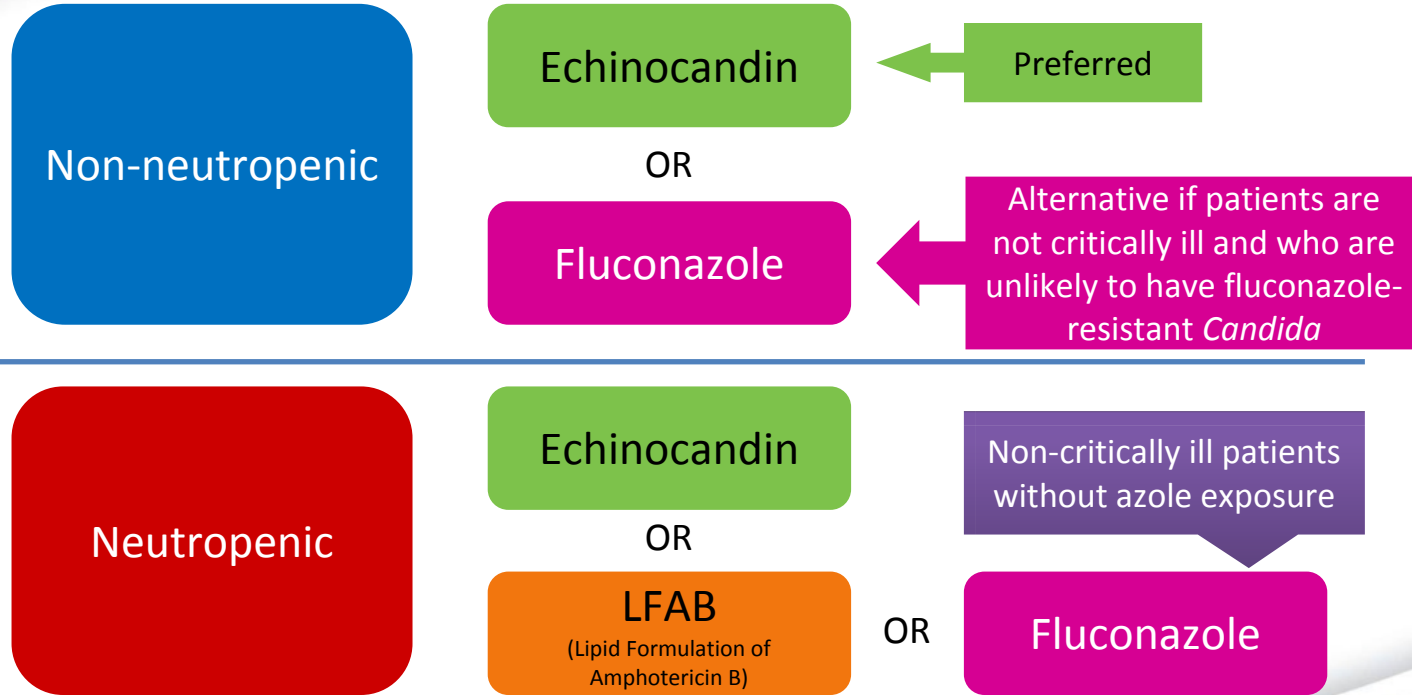 Non-neutropenic
Echinocandin
Preferred
OR
Fluconazole
Alternative if patients are
not critically ill and who are
unlikely to have fluconazole-
resistant Candida
Neutropenic
Echinocandin
OR
LFAB
(Lipid Formulation of
Amphotericin B)
OR
Non-critically ill patients
without azole exposure
Fluconazole